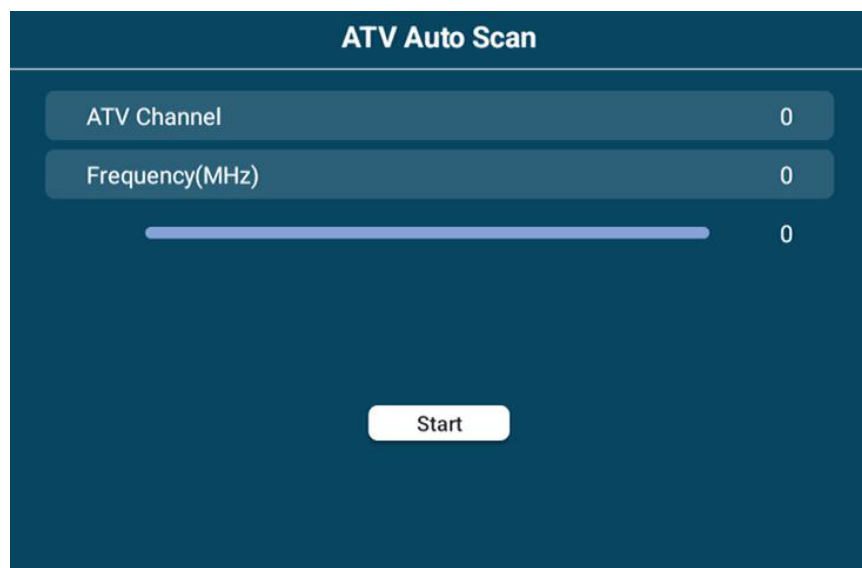 ATV Auto Scan
ATV Channel 0
Frequency(MHz) 0
0
Start